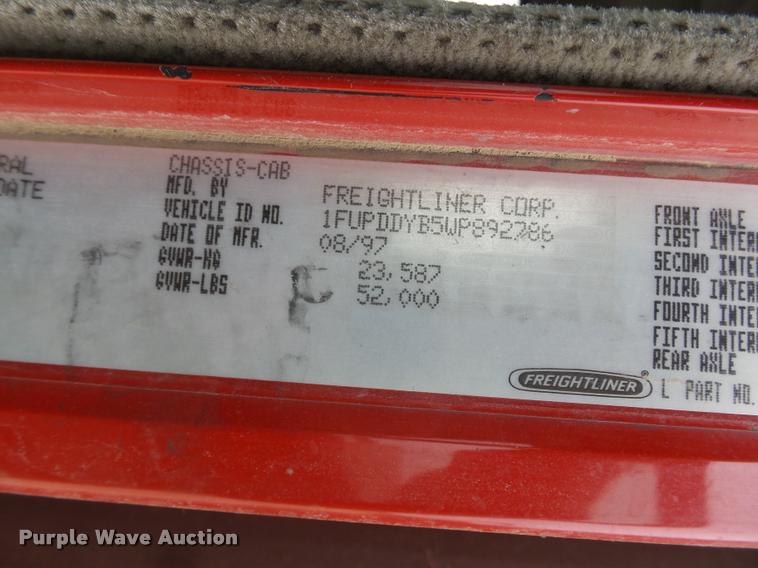 RAL
DATE
CHASSIS-CAB
MFD. BY FREIGHTLINER CORP.
VEHICLE ID NO. 1FUPDDYB5WP892786
DATE OF MFR. 08/97
GVWR-KG 23,587
GVWR-LBS 52,000
FRONT AXLE
FIRST INTER
SECOND INTE
THIRD INTER
FOURTH INTE
FIFTH INTER
REAR AXLE
FREIGHTLINER®
L PART NO.
Purple Wave Auction